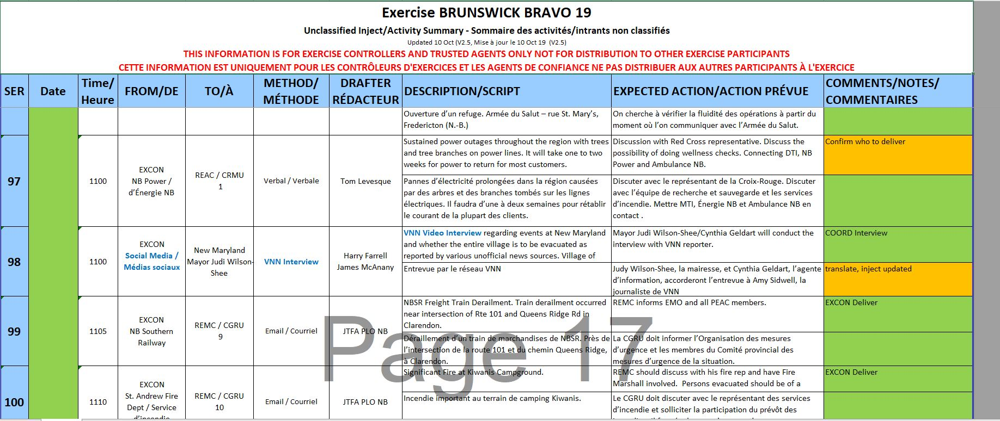 Exercise BRUNSWICK BRAVO 19
Unclassified Inject/Activity Summary - Sommaire des activités/intrants non classifiés
Updated 10 Oct (V2.5, Mise à jour le 10 Oct 19 (V2.5)
THIS INFORMATION IS FOR EXERCISE CONTROLLERS AND TRUSTED AGENTS ONLY NOT FOR DISTRIBUTION TO OTHER EXERCISE PARTICIPANTS
CETTE INFORMATION EST UNIQUEMENT POUR LES CONTRÔLEURS D'EXERCICES ET LES AGENTS DE CONFIANCE NE PAS DISTRIBUER AUX AUTRES PARTICIPANTS À L'EXERCICE
SER
Date
Time/
Heure
FROM/DE
TO/À
METHOD/
MÉTHODE
DRAFTER
RÉDACTEUR
DESCRIPTION/SCRIPT
EXPECTED ACTION/ACTION PRÉVUE
COMMENTS/NOTES/
COMMENTAIRES
Ouverture d'un refuge. Armée du Salut – rue St. Mary's,
Fredericton (N.-B.)
On cherche à vérifier la fluidité des opérations à partir du
moment où l'on communiquer avec l'Armée du Salut.
97
1100
EXCON
NB Power /
d'Énergie NB
REAC / CRMU
1
Verbal / Verbale
Tom Levesque
Sustained power outages throughout the region with trees
and tree branches on power lines. It will take one to two
weeks for power to return for most customers.
Discussion with Red Cross representative. Discuss the
possibility of doing wellness checks. Connecting DTI, NB
Power and Ambulance NB.
Confirm who to deliver
Pannes d'électricité prolongées dans la région causées
par des arbres et des branches tombés sur les lignes
électriques. Il faudra d'une à deux semaines pour rétablir
le courant de la plupart des clients.
Discuter avec le représentant de la Croix-Rouge. Discuter
avec l'équipe de recherche et sauvegarde et les services
d'incendie. Mettre MTI, Énergie NB et Ambulance NB en
contact .
98
1100
EXCON
Social Media /
Médias sociaux
New Maryland
Mayor Judi Wilson-
Shee
VNN Interview
Harry Farrell
James McAnany
VNN Video Interview regarding events at New Maryland
and whether the entire village is to be evacuated as
reported by various unofficial news sources. Village of
Mayor Judi Wilson-Shee/Cynthia Geldart will conduct the
interview with VNN reporter.
COORD Interview
Entrevue par le réseau VNN
Judy Wilson-Shee, la mairesse, et Cynthia Geldart, l'agente
d'information, accorderont l'entrevue à Amy Sidwell, la
journaliste de VNN
translate, inject updated
99
1105
EXCON
NB Southern
Railway
REMC / CGRU
9
Email / Courriel
JTFA PLO NB
NBSR Freight Train Derailment. Train derailment occurred
near intersection of Rte 101 and Queens Ridge Rd in
Clarendon.
REMC informs EMO and all PEAC members.
EXCON Deliver
Déraillement d'un train de marchandises de NBSR. Près de
l'intersection de la route 101 et du chemin Queens Ridge,
à Clarendon.
La CGRU doit informer l'Organisation des mesures
d'urgence et les membres du Comité provincial des
mesures d'urgence de la situation.
Page 17
100
1110
EXCON
St. Andrew Fire
Dept / Service
d'incendie
REMC / CGRU
10
Email / Courriel
JTFA PLO NB
Significant Fire at Kiwanis Campground.
REMC should discuss with his fire rep and have Fire
Marshall involved. Persons evacuated should be of a
EXCON Deliver
Incendie important au terrain de camping Kiwanis.
Le CGRU doit discuter avec le représentant des services
d'incendie et solliciter la participation du prévôt des